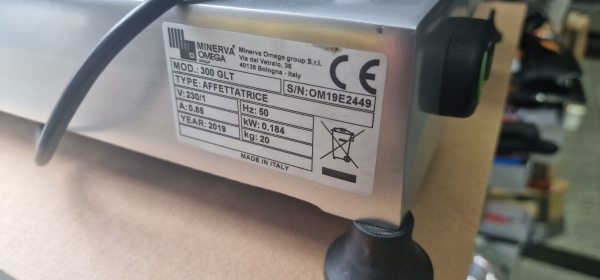 MINERVA
OMEGA
GROUP
Minerva Omega group S.r.l.
Via del Vetraio, 36
40138 Bologna - Italy
CE
MOD.: 300 GLT
S/N: OM19E2449
TYPE: AFFETTATRICE
V: 230/1
Hz: 50
A: 0.85
kW: 0.184
YEAR: 2019
kg: 20
MADE IN ITALY